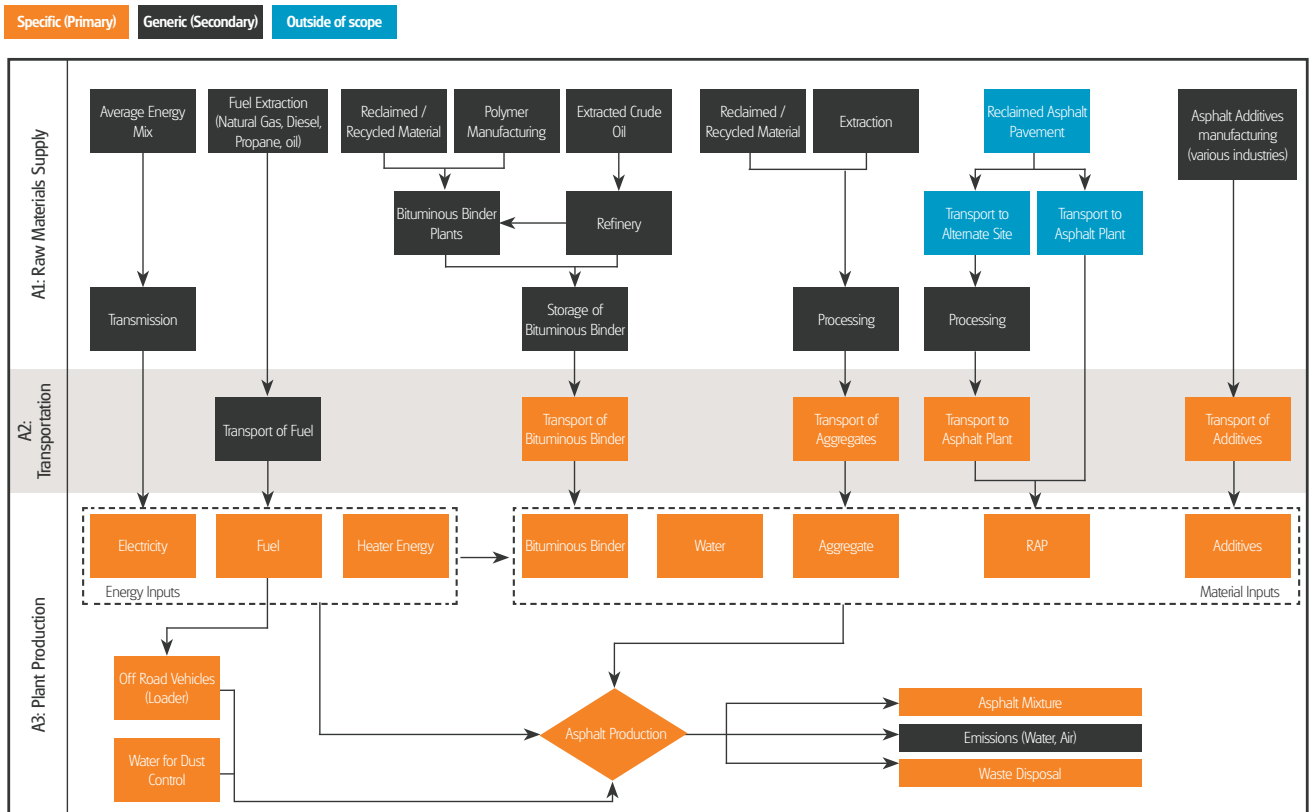 Specific (Primary)
Generic (Secondary)
Outside of scope
A1: Raw Materials Supply
Average Energy
Mix
Fuel Extraction
(Natural Gas, Diesel,
Propane, oil)
Reclaimed /
Recycled Material
Polymer
Manufacturing
Extracted Crude
Oil
Reclaimed /
Recycled Material
Extraction
Reclaimed Asphalt
Pavement
Asphalt Additives
manufacturing
(various industries)
Bituminous Binder
Plants
Refinery
Transport to
Alternate Site
Transport to
Asphalt Plant
Transmission
Storage of
Bituminous Binder
Processing
Processing
A2:
Transportation
Transport of Fuel
Transport of
Bituminous Binder
Transport of
Aggregates
Transport to
Asphalt Plant
Transport of
Additives
A3: Plant Production
Electricity
Fuel
Heater Energy
Energy Inputs
Bituminous Binder
Water
Aggregate
RAP
Additives
Material Inputs
Off Road Vehicles
(Loader)
Water for Dust
Control
Asphalt Production
Asphalt Mixture
Emissions (Water, Air)
Waste Disposal